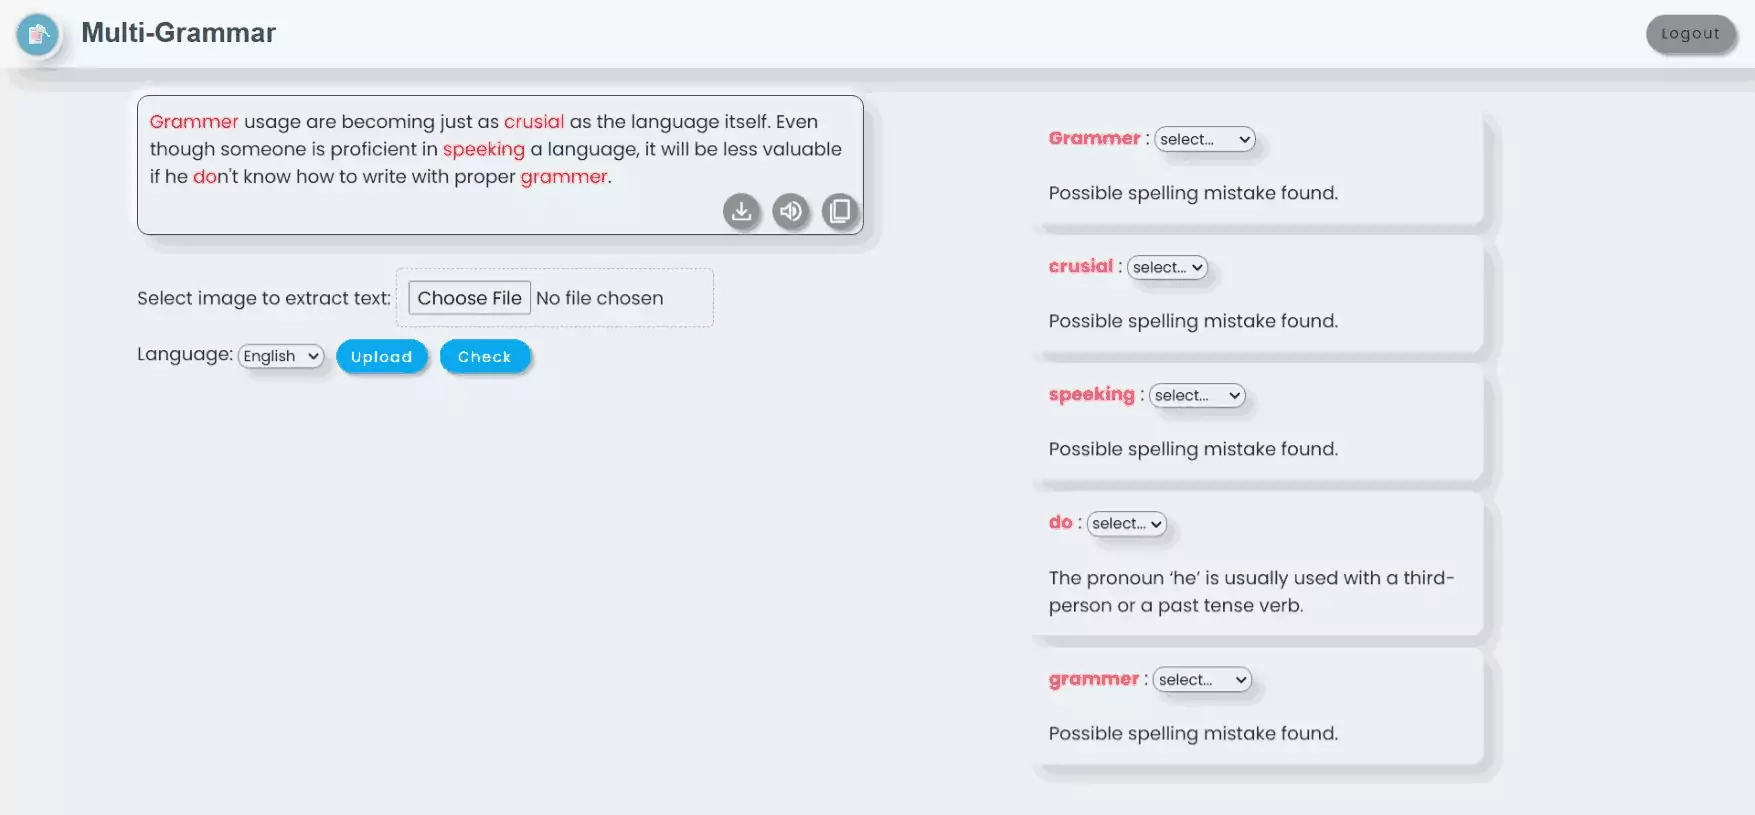 Multi-Grammar
Logout
Grammer usage are becoming just as crusial as the language itself. Even
though someone is proficient in speeking a language, it will be less valuable
if he don't know how to write with proper grammer.
Select image to extract text: Choose File No file chosen
Language: English Upload Check
Grammer : select...
Possible spelling mistake found.
crusial : select...
Possible spelling mistake found.
speeking : select...
Possible spelling mistake found.
do : select...
The pronoun ‘he’ is usually used with a third-
person or a past tense verb.
grammer : select...
Possible spelling mistake found.